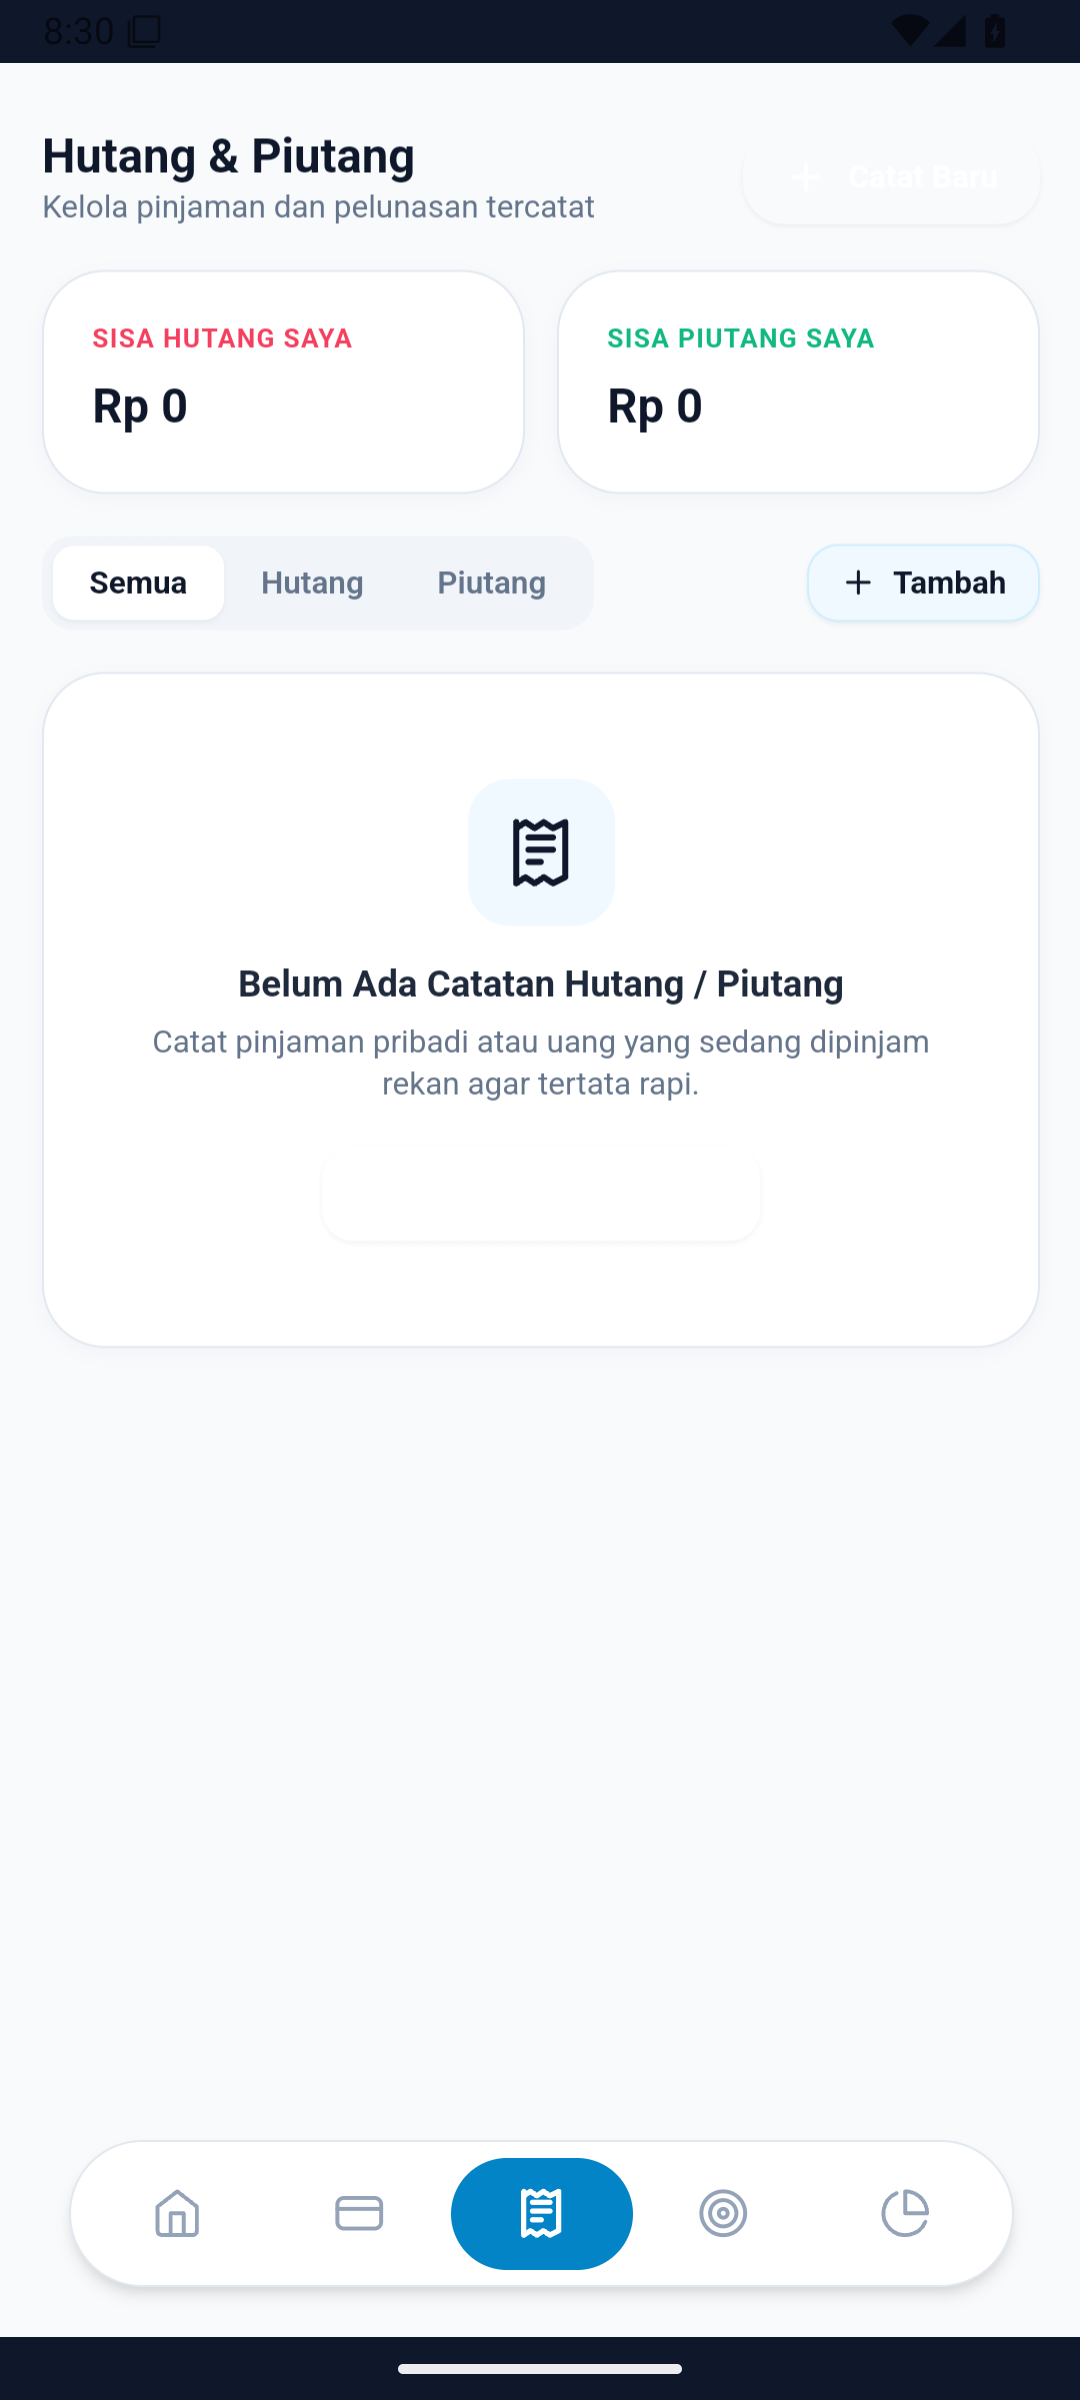 8:30
Hutang & Piutang
Kelola pinjaman dan pelunasan tercatat
Catat Baru
SISA HUTANG SAYA
Rp 0
SISA PIUTANG SAYA
Rp 0
Semua
Hutang
Piutang
Tambah
Belum Ada Catatan Hutang / Piutang
Catat pinjaman pribadi atau uang yang sedang dipinjam
rekan agar tertata rapi.